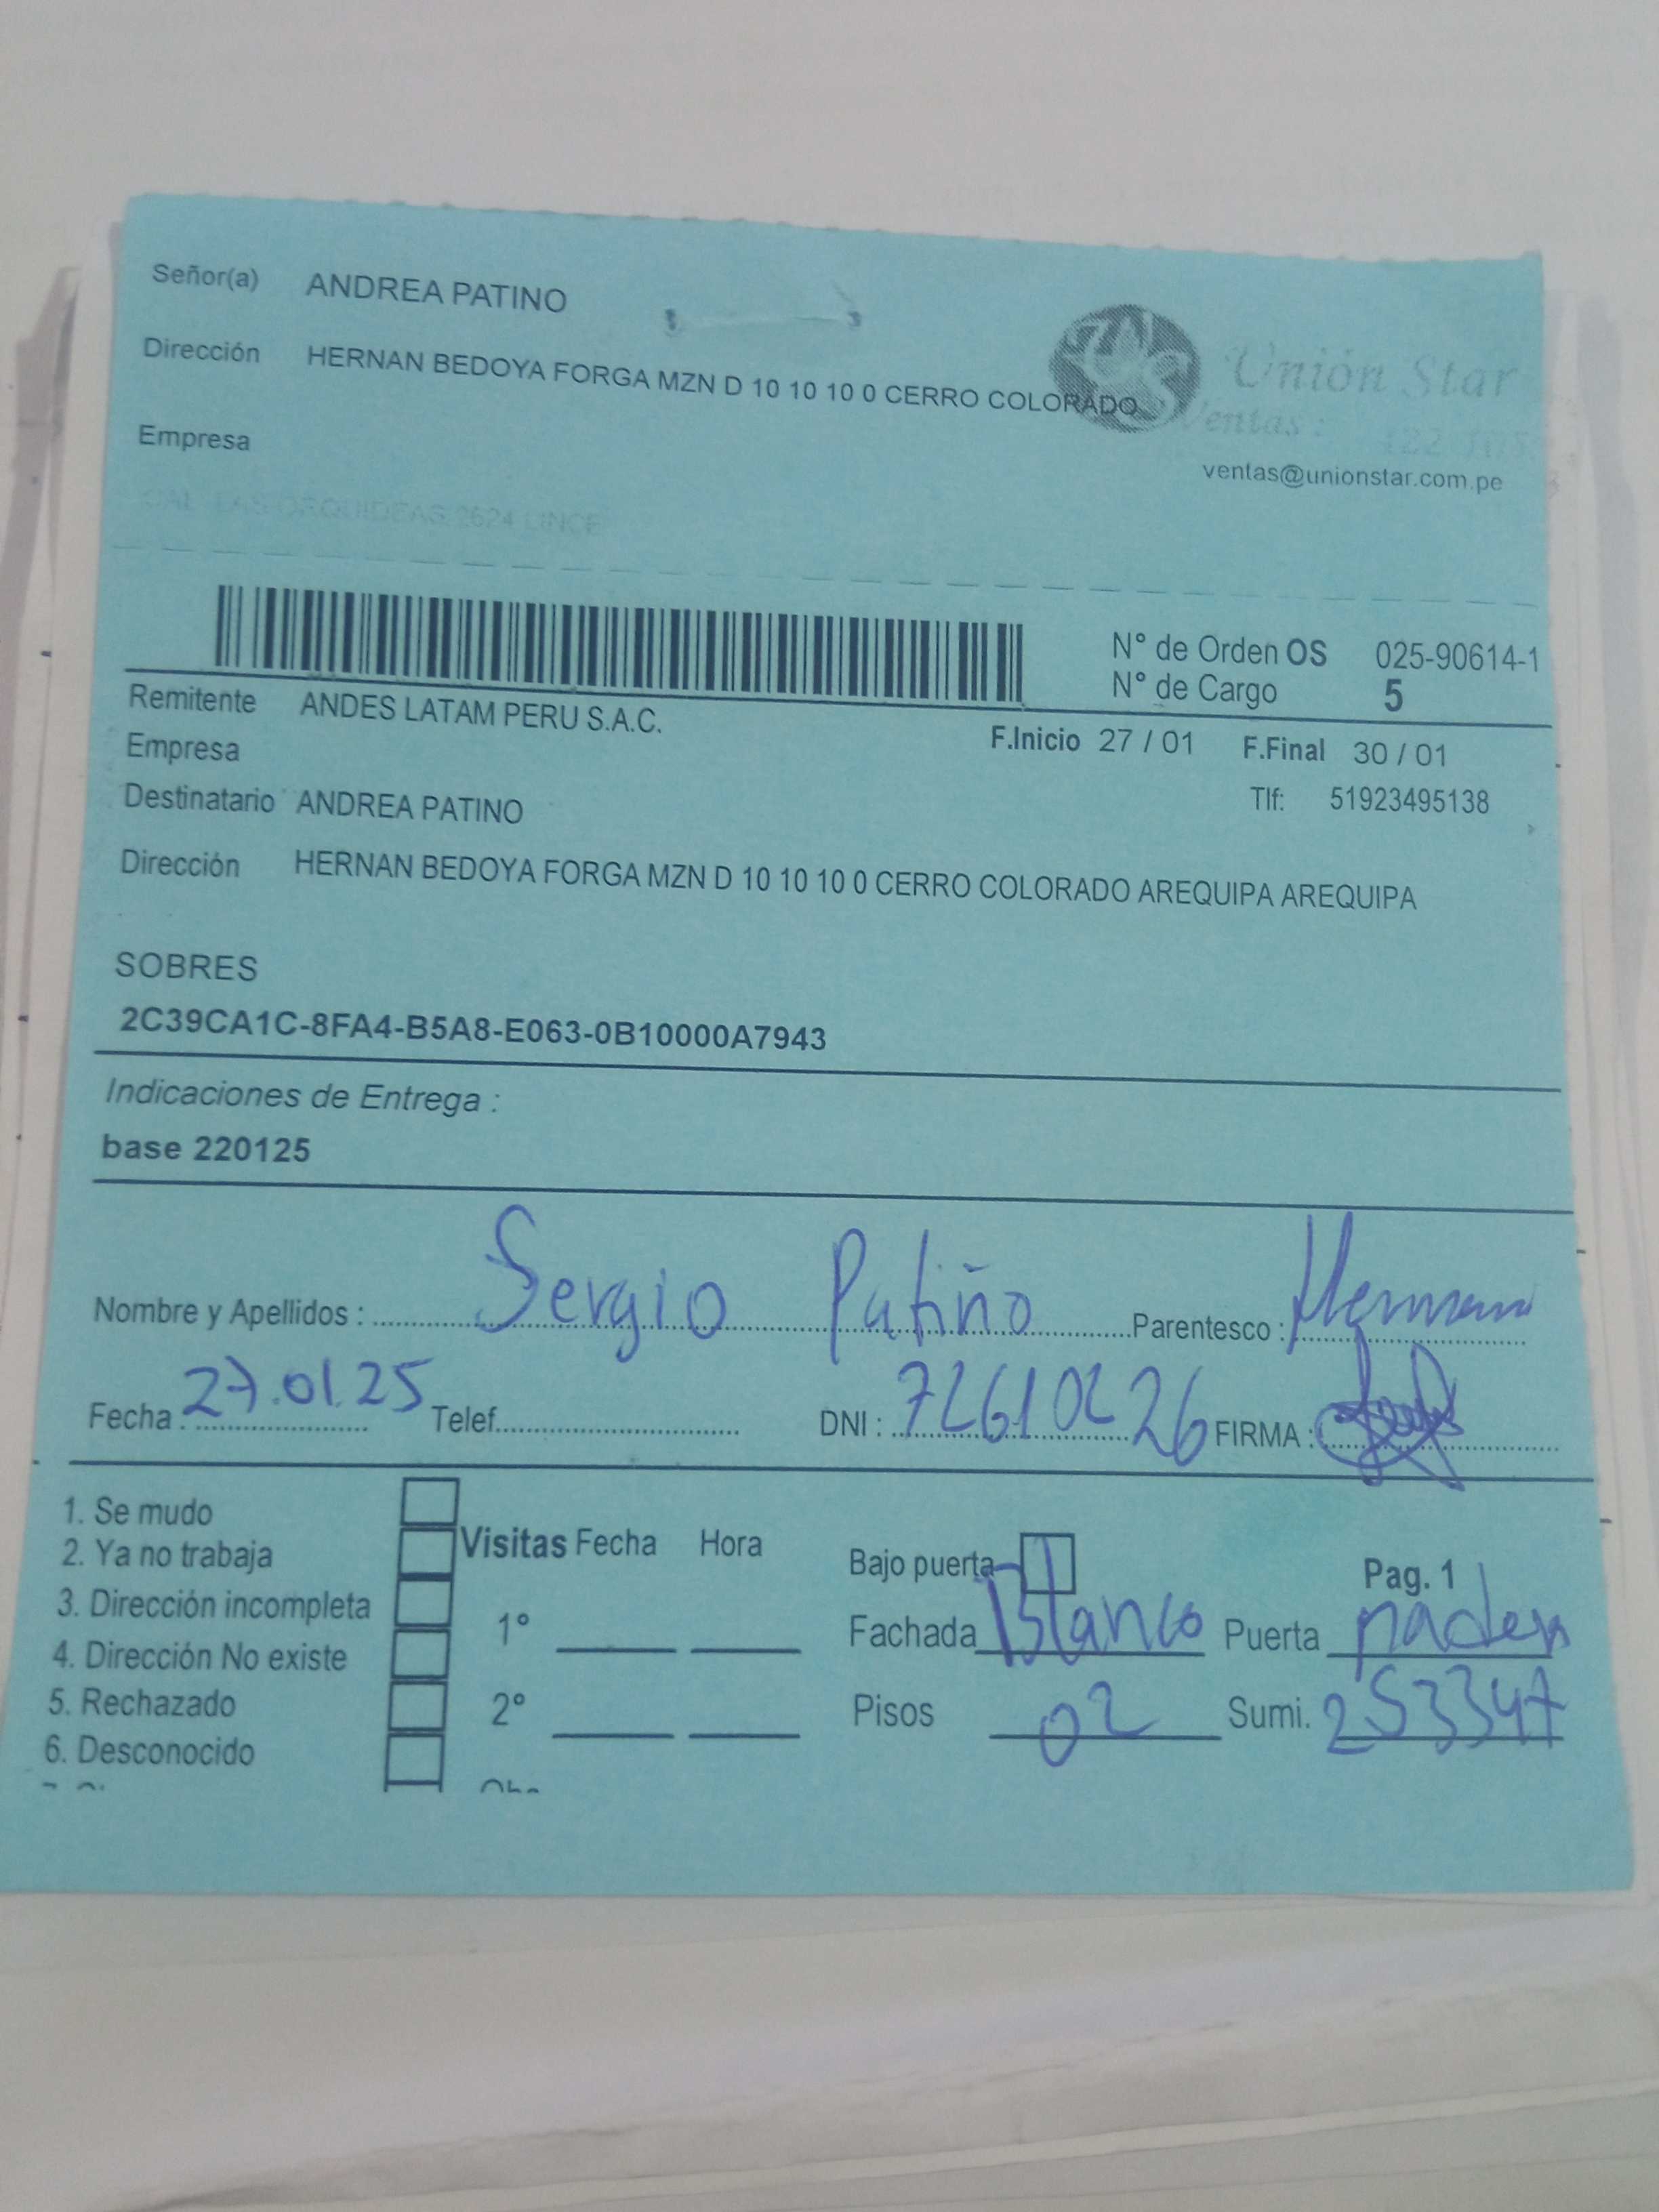 Señor(a) ANDREA PATINO
Dirección HERNAN BEDOYA FORGA MZN D 10 10 10 0 CERRO COLORADO
Unión Star
Ventas:
Empresa
ventas@unionstar.com.pe
LAS ORQUIDEAS 2624 LINCE
N° de Orden OS 025-90614-1
N° de Cargo 5
Remitente ANDES LATAM PERU S.A.C.
F.Inicio 27 / 01 F.Final 30 / 01
Empresa
Tlf: 51923495138
Destinatario ANDREA PATINO
Dirección HERNAN BEDOYA FORGA MZN D 10 10 10 0 CERRO COLORADO AREQUIPA AREQUIPA
SOBRES
2C39CA1C-8FA4-B5A8-E063-0B10000A7943
Indicaciones de Entrega :
base 220125
Nombre y Apellidos : Sergio Patiño Parentesco : Hermano
Fecha : 27.01.25 Telef. DNI : FIRMA :
1. Se mudo
2. Ya no trabaja
3. Dirección incompleta
4. Dirección No existe
5. Rechazado
6. Desconocido
Visitas Fecha Hora
1°
2°
Bajo puerta Pag. 1
Fachada Blanco Puerta
Pisos 02 Sumi. 253347